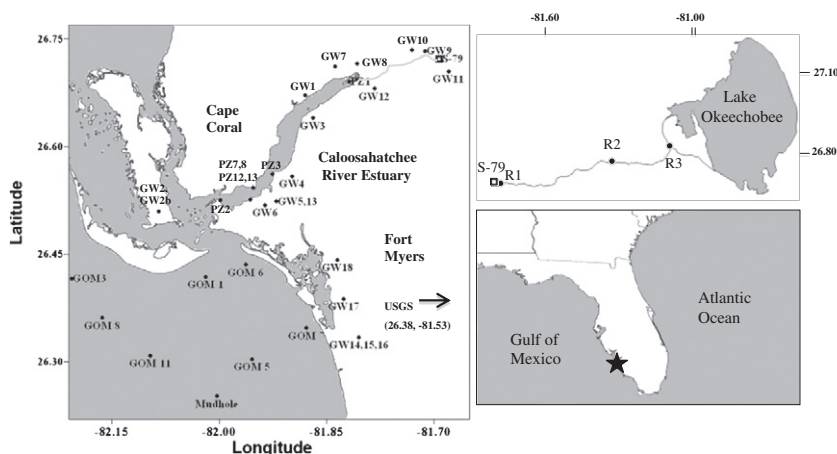 26.75
26.60
26.45
26.30
Latitude
-82.15
-82.00
-81.85
-81.70
Longitude
GW10
GW9
S-79
GW7
GW8
PZ1
GW11
GW12
GW1
GW3
Cape
Coral
PZ7,8
PZ12,13
PZ3
Caloosahatchee
River Estuary
GW4
GW2,
GW2b
GW5,13
PZ2
GW6
Fort
Myers
GW18
GOM 6
GOM3
GOM 1
GW17
USGS
(26.38, -81.53)
GOM 8
GOM
GW14,15,16
GOM 11
GOM 5
Mudhole
-81.60
-81.00
27.10
26.80
Lake
Okeechobee
R2
R3
S-79
R1
Atlantic
Ocean
Gulf of
Mexico